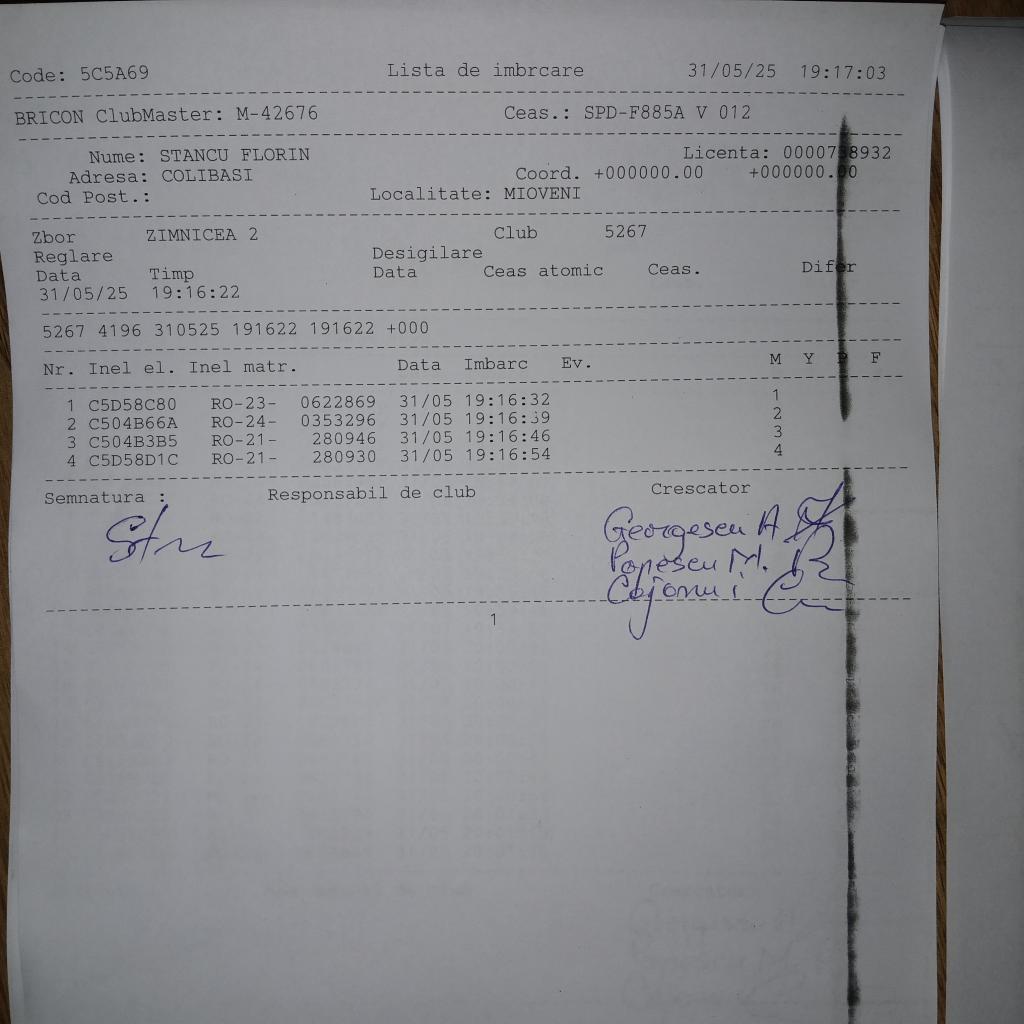 Code: 5C5A69 Lista de imbrcare 31/05/25 19:17:03
BRICON ClubMaster: M-42676 Ceas.: SPD-F885A V 012
Nume: STANCU FLORIN Licenta: 0000738932
Adresa: COLIBASI Coord. +000000.00 +000000.00
Cod Post.: Localitate: MIOVENI
Zbor ZIMNICEA 2 Club 5267
Reglare Desigilare
Data Timp Data Ceas atomic Ceas. Difer
31/05/25 19:16:22
5267 4196 310525 191622 191622 +000
Nr. Inel el. Inel matr. Data Imbarc Ev. M Y P F
1 C5D58C80 RO-23- 0622869 31/05 19:16:32 1
2 C504B66A RO-24- 0353296 31/05 19:16:39 2
3 C504B3B5 RO-21- 280946 31/05 19:16:46 3
4 C5D58D1C RO-21- 280930 31/05 19:16:54 4
Semnatura : Responsabil de club Crescator
Georgescu A
Popescu M.
1